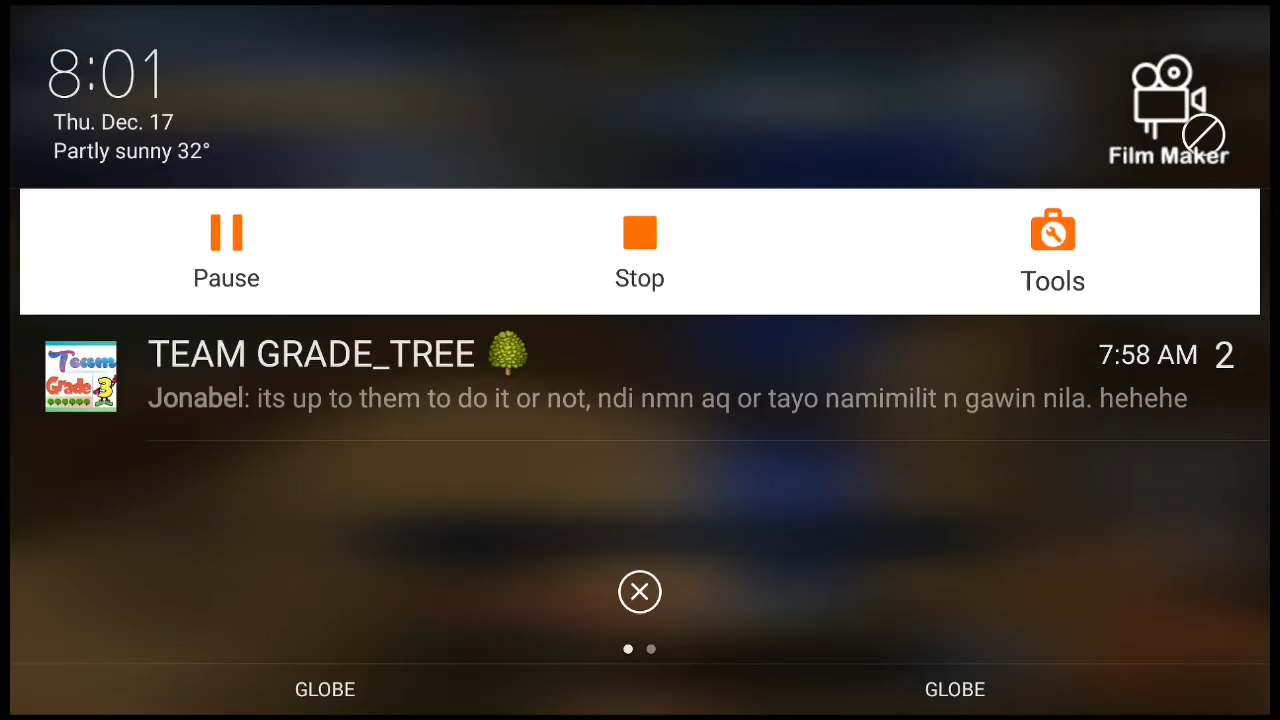 8:01
Thu. Dec. 17
Partly sunny 32°
Film Maker
Pause
Stop
Tools
Team
Grade 3
TEAM GRADE_TREE 🌳
7:58 AM 2
Jonabel: its up to them to do it or not, ndi nmn aq or tayo namimilit n gawin nila. hehehe
GLOBE
GLOBE